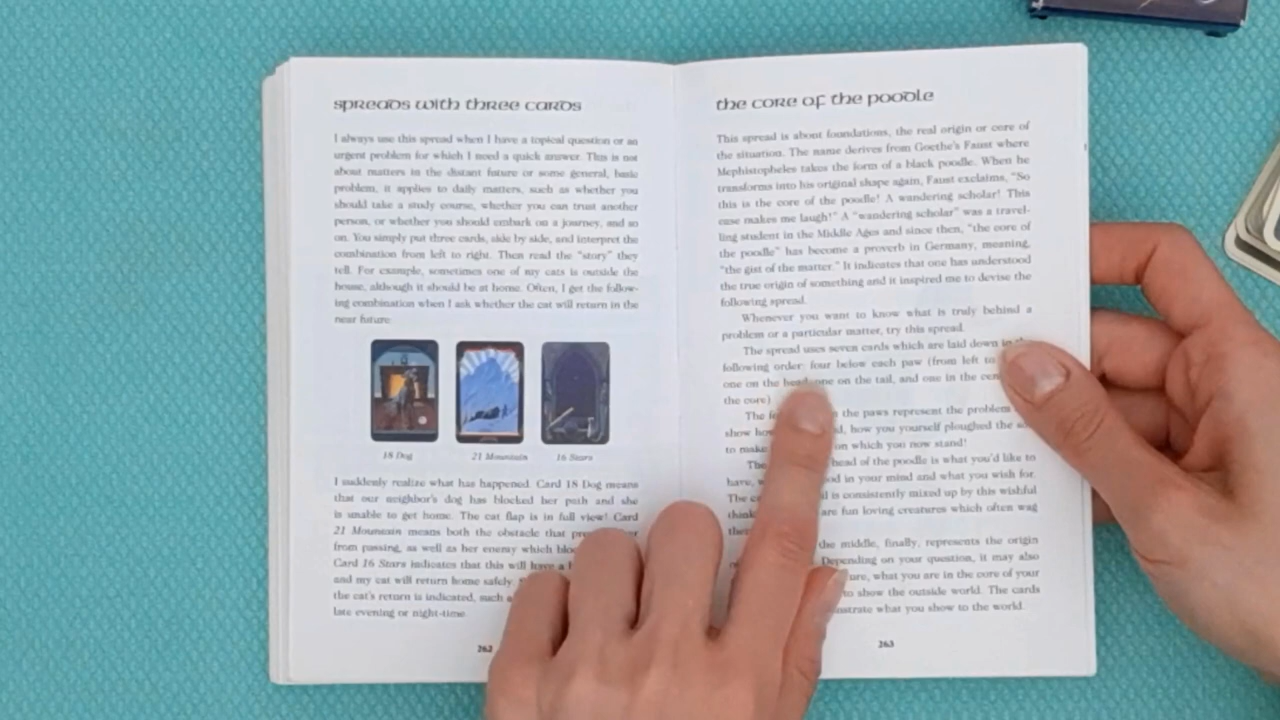 spreads with three cards
I always use this spread when I have a topical question or an
urgent problem for which I need a quick answer. This is not
about matters in the distant future or some general, basic
problem, it applies to daily matters, such as whether you
should take a study course, whether you can trust another
person, or whether you should embark on a journey, and so
on. You simply put three cards, side by side, and interpret the
combination from left to right. Then read the "story" they
tell. For example, sometimes one of my cats is outside the
house, although it should be at home. Often, I get the follow-
ing combination when I ask whether the cat will return in the
near future:
18 Dog
21 Mountain
16 Stars
I suddenly realize what has happened. Card 18 Dog means
that our neighbor's dog has blocked her path and she
is unable to get home. The cat flap is in full view! Card
21 Mountain means both the obstacle that
from passing, as well as her enemy which
Card 16 Stars indicates that this will have a
and my cat will return home safely.
the cat's return is indicated, such a
late evening or night-time.
262
the core of the poodle
This spread is about foundations, the real origin or core of
the situation. The name derives from Goethe's Faust where
Mephistopheles takes the form of a black poodle. When he
transforms into his original shape again, Faust exclaims, "So
this is the core of the poodle! A wandering scholar! This
case makes me laugh!" A "wandering scholar" was a travel-
ling student in the Middle Ages and since then, "the core of
the poodle" has become a proverb in Germany, meaning,
"the gist of the matter." It indicates that one has understood
the true origin of something and it inspired me to devise the
following spread.
Whenever you want to know what is truly behind a
problem or a particular matter, try this spread.
The spread uses seven cards which are laid down in the
following order: four below each paw (from left to
one on the head, one on the tail, and one in the
the core)
The the paws represent the problem
show how you yourself ploughed the
to make on which you now stand!
The head of the poodle is what you'd like to
have, in your mind and what you wish for.
The is consistently mixed up by this wishful
think are fun loving creatures which often wag
the middle, finally, represents the origin
Depending on your question, it may also
what you are in the core of your
to show the outside world. The cards
what you show to the world.
263